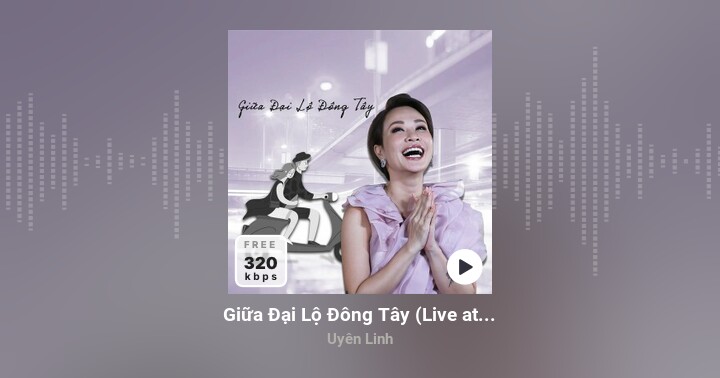 Giữa Đại Lộ Đông Tây
FREE
320
kbps
Giữa Đại Lộ Đông Tây (Live at...
Uyên Linh